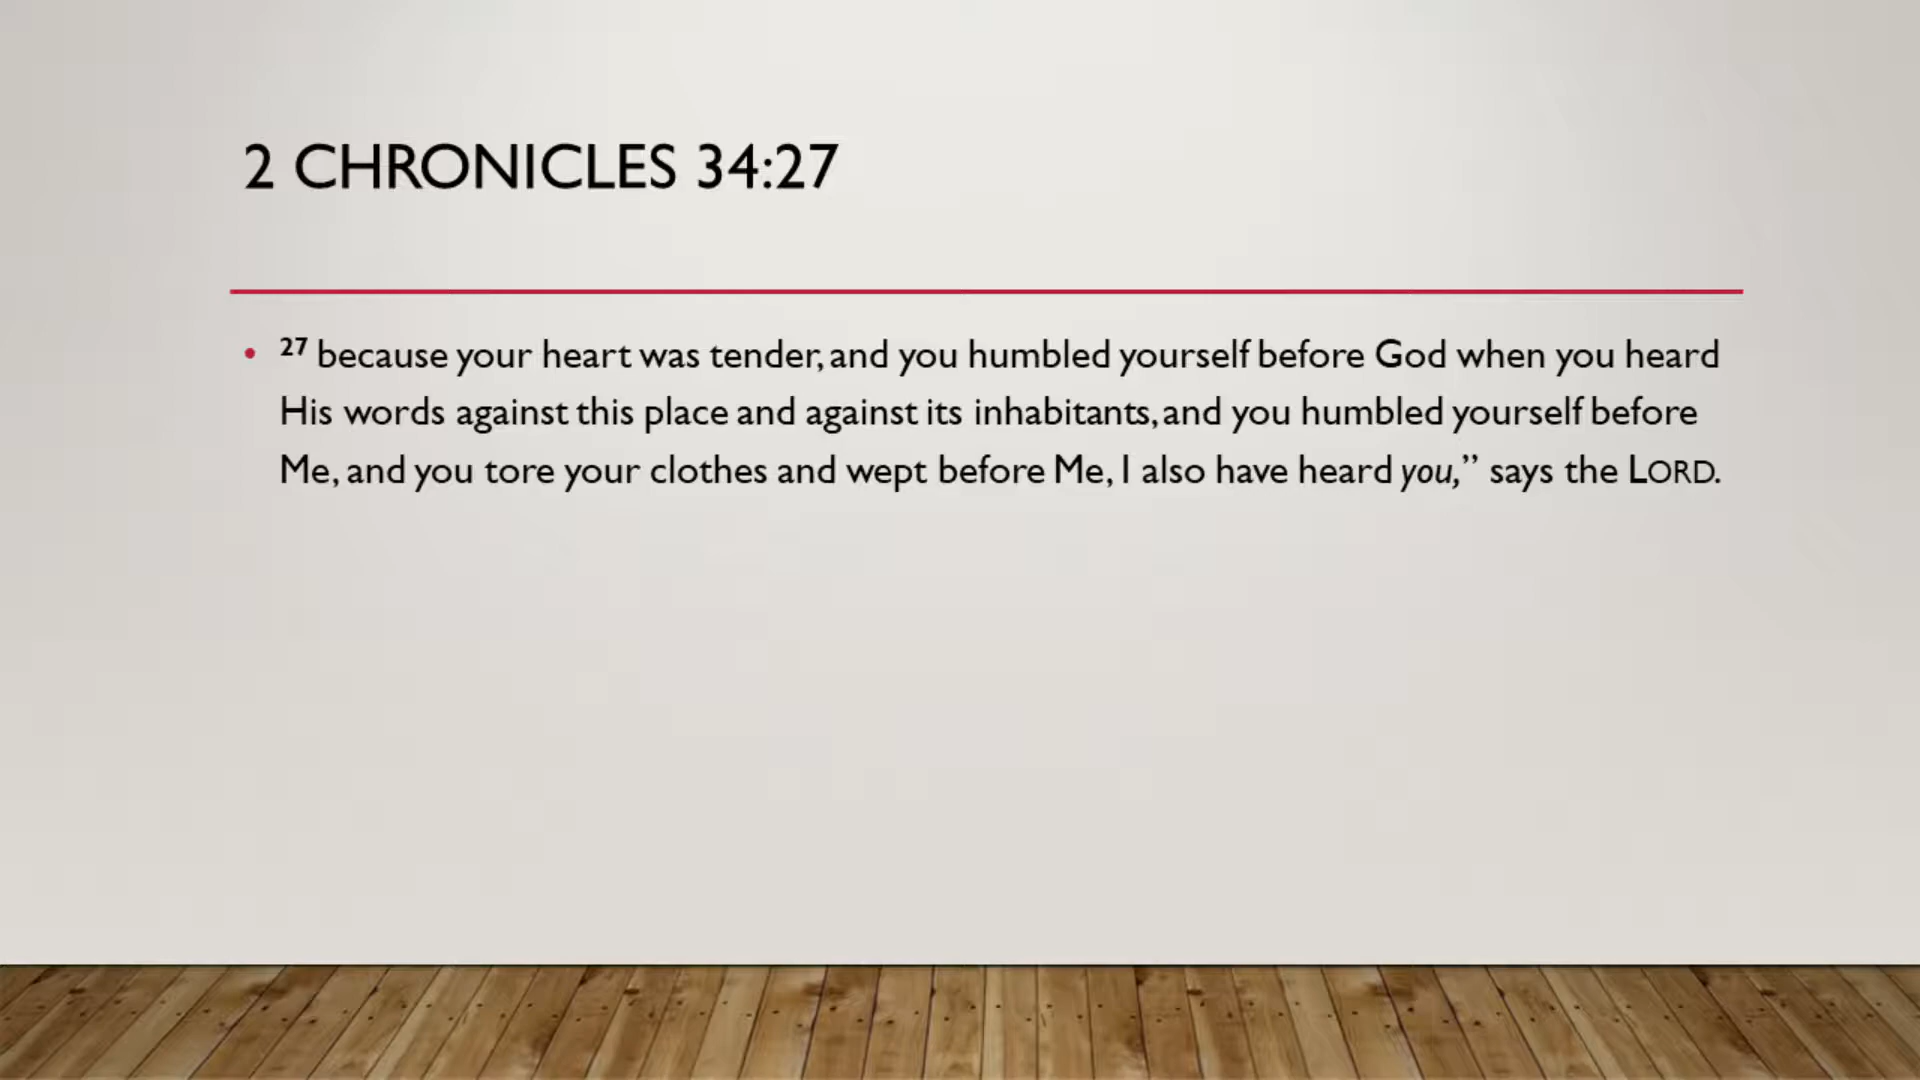 2 CHRONICLES 34:27
• 27 because your heart was tender, and you humbled yourself before God when you heard
His words against this place and against its inhabitants, and you humbled yourself before
Me, and you tore your clothes and wept before Me, I also have heard you,” says the LORD.